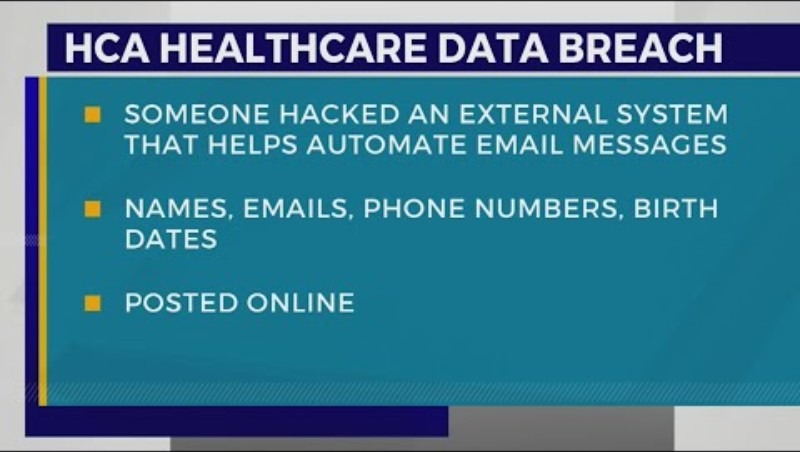 HCA HEALTHCARE DATA BREACH
SOMEONE HACKED AN EXTERNAL SYSTEM
THAT HELPS AUTOMATE EMAIL MESSAGES
NAMES, EMAILS, PHONE NUMBERS, BIRTH
DATES
POSTED ONLINE